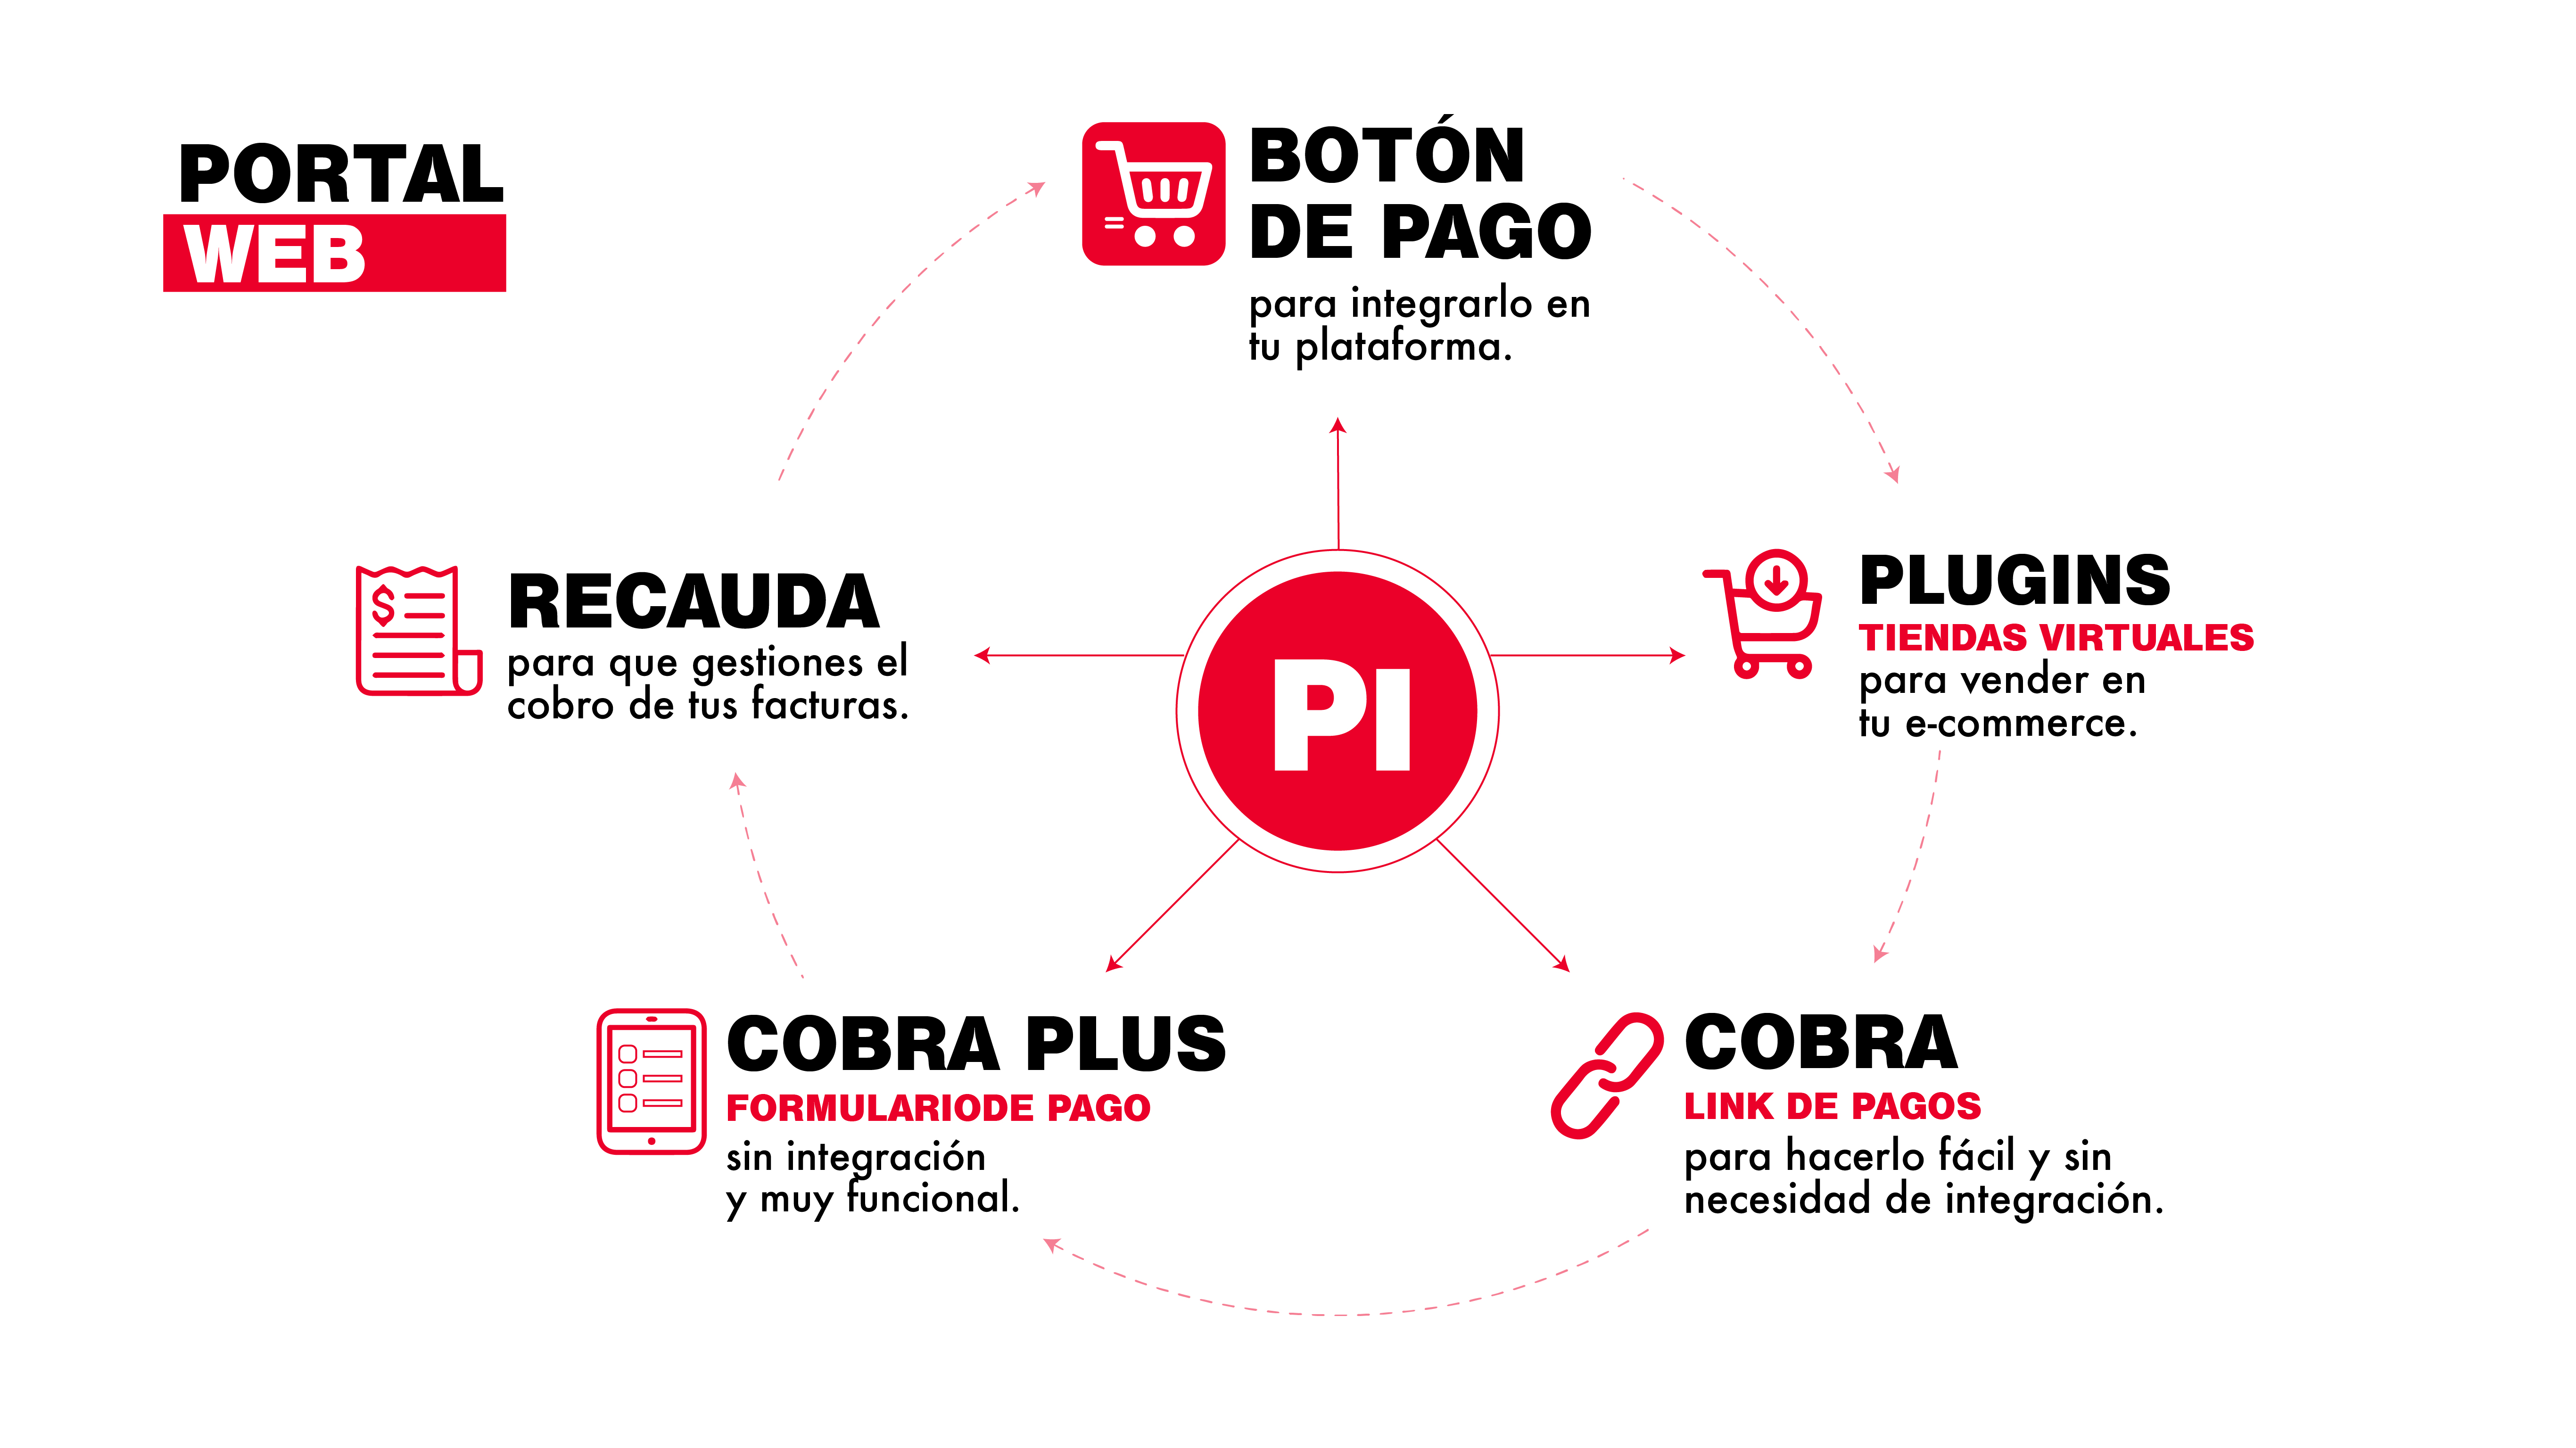 PORTAL
WEB
BOTÓN
DE PAGO
para integrarlo en
tu plataforma.
RECAUDA
para que gestiones el
cobro de tus facturas.
$
PI
PLUGINS
TIENDAS VIRTUALES
para vender en
tu e-commerce.
COBRA PLUS
FORMULARIODE PAGO
sin integración
y muy funcional.
COBRA
LINK DE PAGOS
para hacerlo fácil y sin
necesidad de integración.